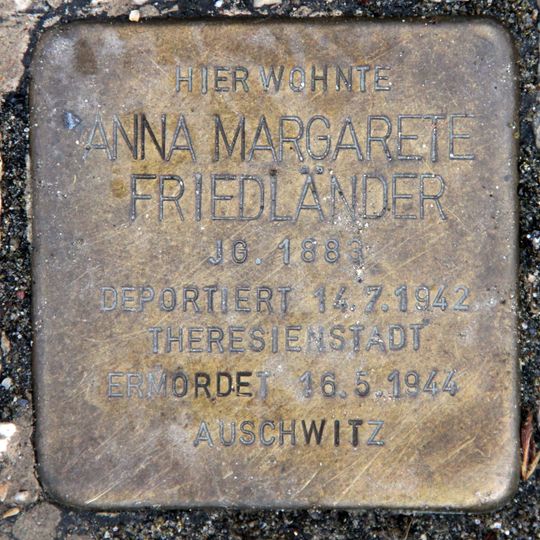 HIER WOHNTE
ANNA MARGARETE
FRIEDLÄNDER
JG. 1883
DEPORTIERT 14.7.1942
THERESIENSTADT
ERMORDET 16.5.1944
AUSCHWITZ